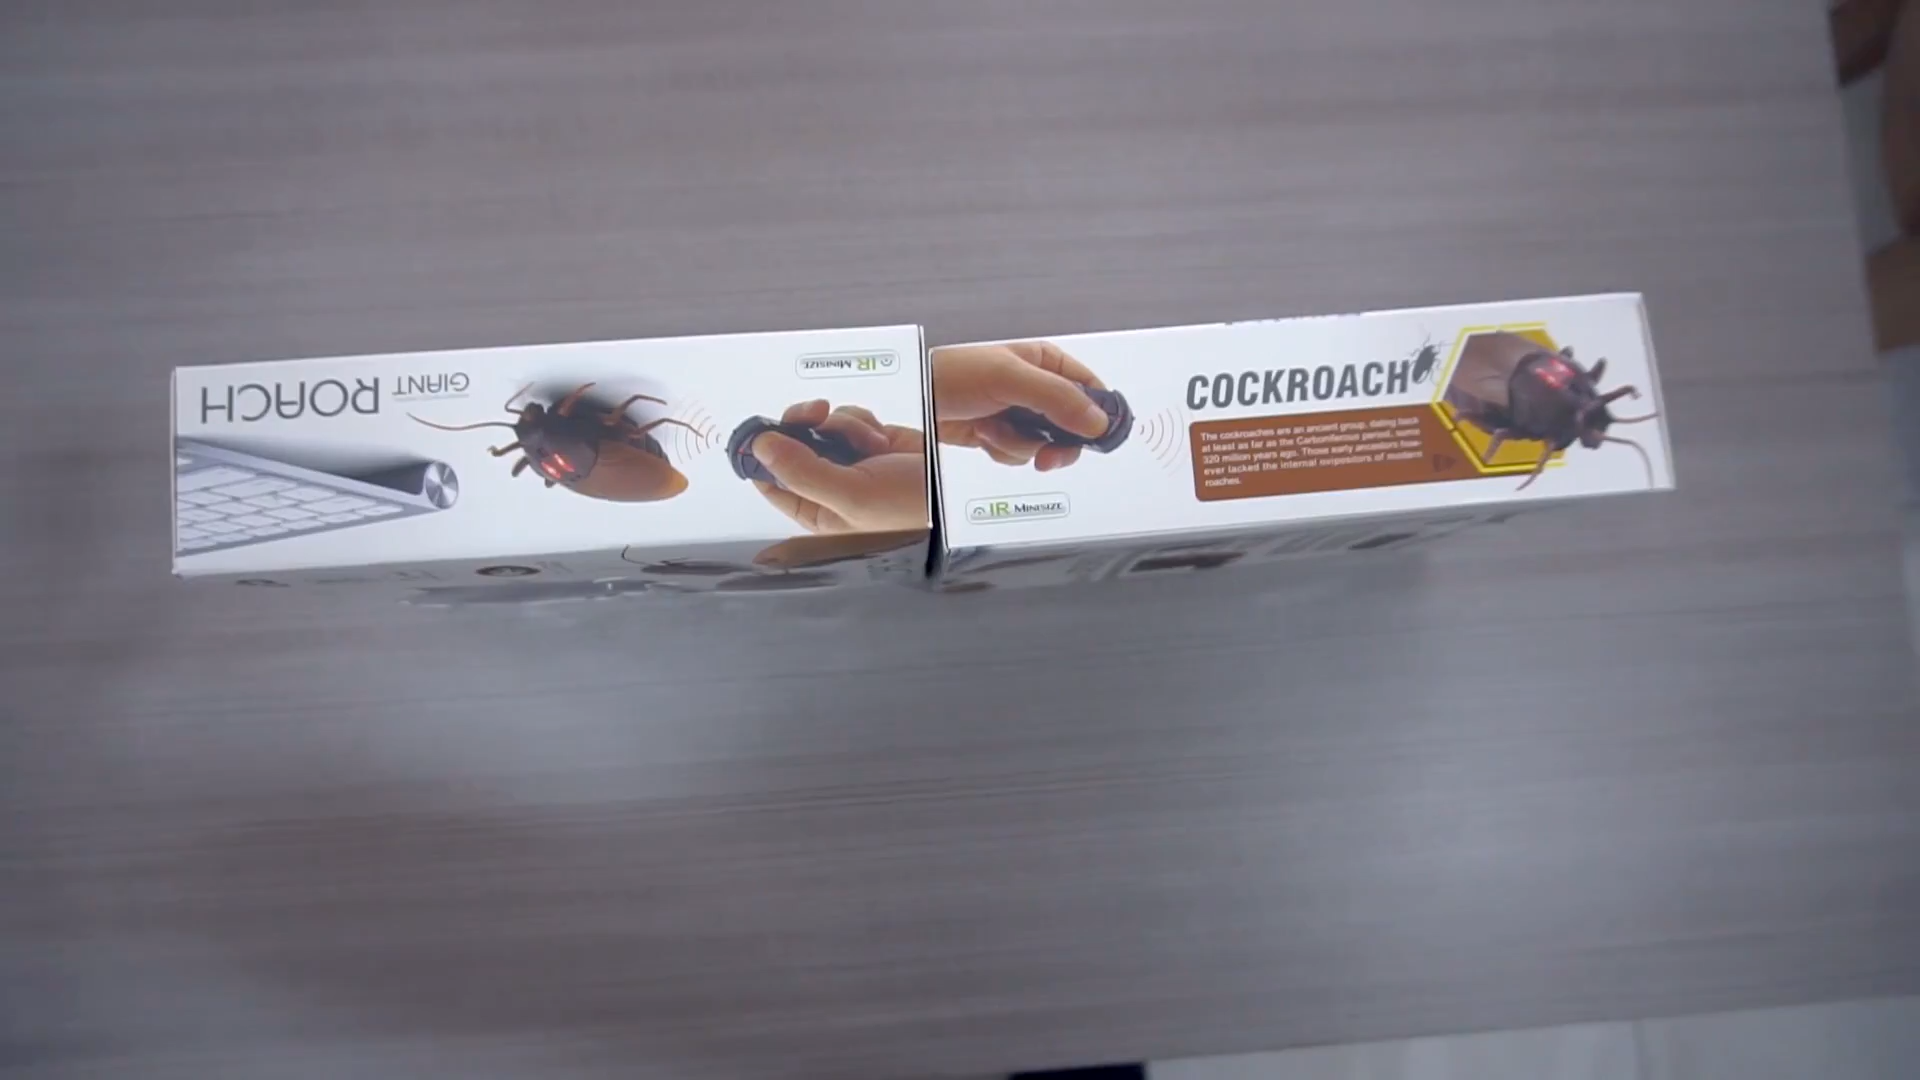 GIANT ROACH
IR MINISIZE
COCKROACH
The cockroaches are an ancient group, dating back
at least as far as the Carboniferous period, some
320 million years ago. Those early ancestors how-
ever lacked the internal ovipositors of modern
roaches.
IR MINISIZE